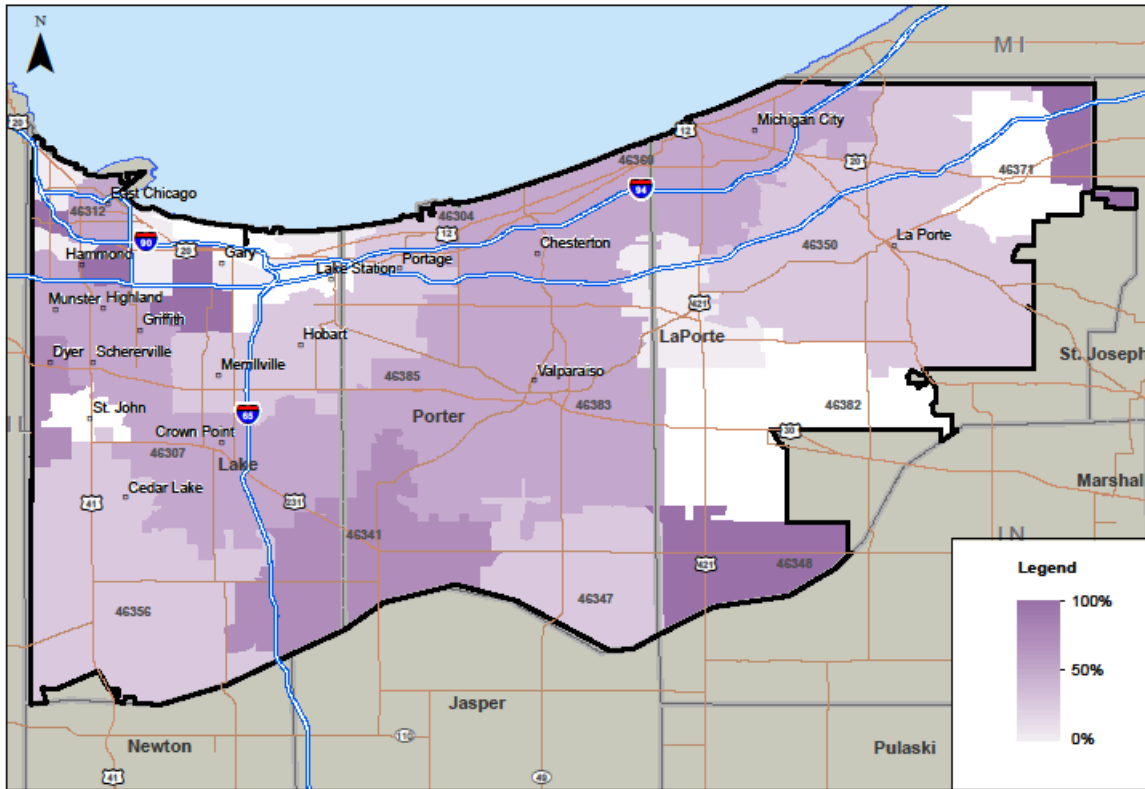 N
MI
20
12
Michigan City
East Chicago
46360
20
46371
46312
94
46304
12
90
20
Gary
Chesterton
46350
La Porte
Hammond
Lake Station
Portage
Munster
Highland
421
Griffith
Hobart
LaPorte
Dyer
Schererville
St. Joseph
Merrillville
Valparaiso
46385
46383
46382
St. John
65
Porter
IL
30
Crown Point
46307
Lake
Marshall
Cedar Lake
41
231
46341
IN
421
46348
46356
46347
Jasper
Newton
110
Pulaski
41
49
Legend
100%
50%
0%